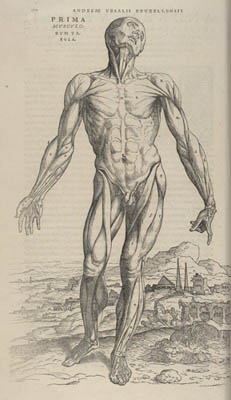 ANDREAE VESALII BRVXELLENSIS
PRIMA
MVSCVLO-
RVM TA-
BVLA.